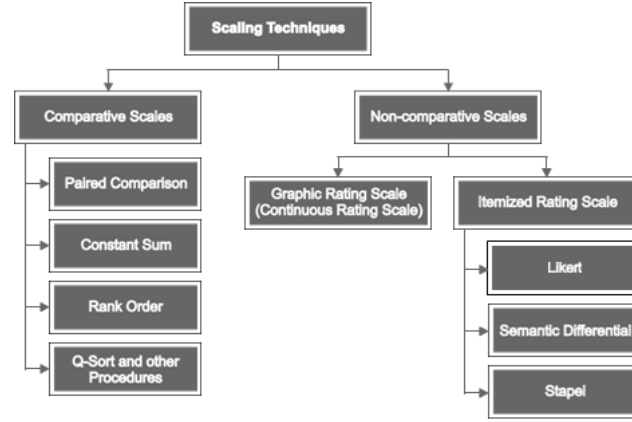 Scaling Techniques
Comparative Scales
Non-comparative Scales
Paired Comparison
Constant Sum
Rank Order
Q-Sort and other
Procedures
Graphic Rating Scale
(Continuous Rating Scale)
Itemized Rating Scale
Likert
Semantic Differential
Stapel